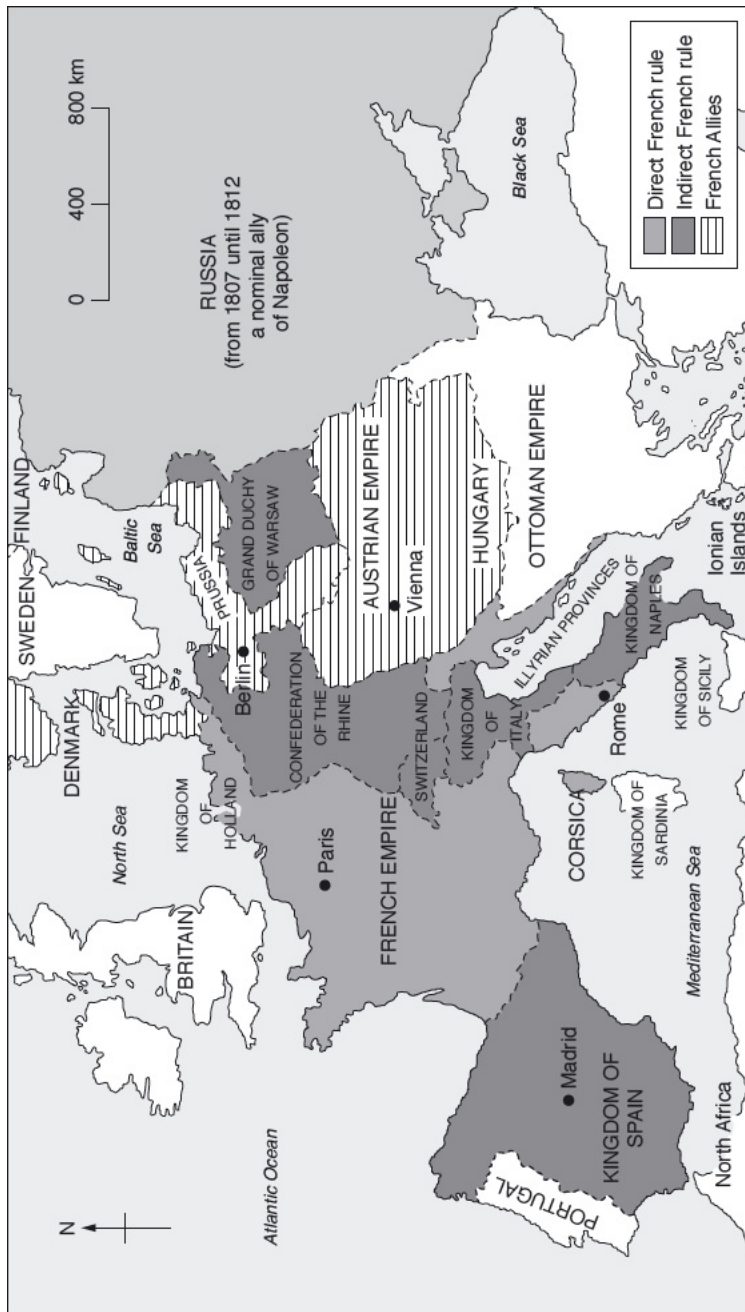 N
Atlantic Ocean
North Sea
BRITAIN
DENMARK
SWEDEN
FINLAND
Baltic
Sea
0 400 800 km
RUSSIA
(from 1807 until 1812
a nominal ally
of Napoleon)
KINGDOM
OF
HOLLAND
Berlin
PRUSSIA
GRAND DUCHY
OF WARSAW
CONFEDERATION
OF THE
RHINE
Paris
FRENCH EMPIRE
AUSTRIAN EMPIRE
Vienna
HUNGARY
SWITZERLAND
KINGDOM
OF
ITALY
ILLYRIAN PROVINCES
OTTOMAN EMPIRE
Black Sea
PORTUGAL
Madrid
KINGDOM OF
SPAIN
CORSICA
Rome
KINGDOM OF
NAPLES
KINGDOM OF
SARDINIA
KINGDOM
OF SICILY
Ionian
Islands
Mediterranean Sea
North Africa
Direct French rule
Indirect French rule
French Allies